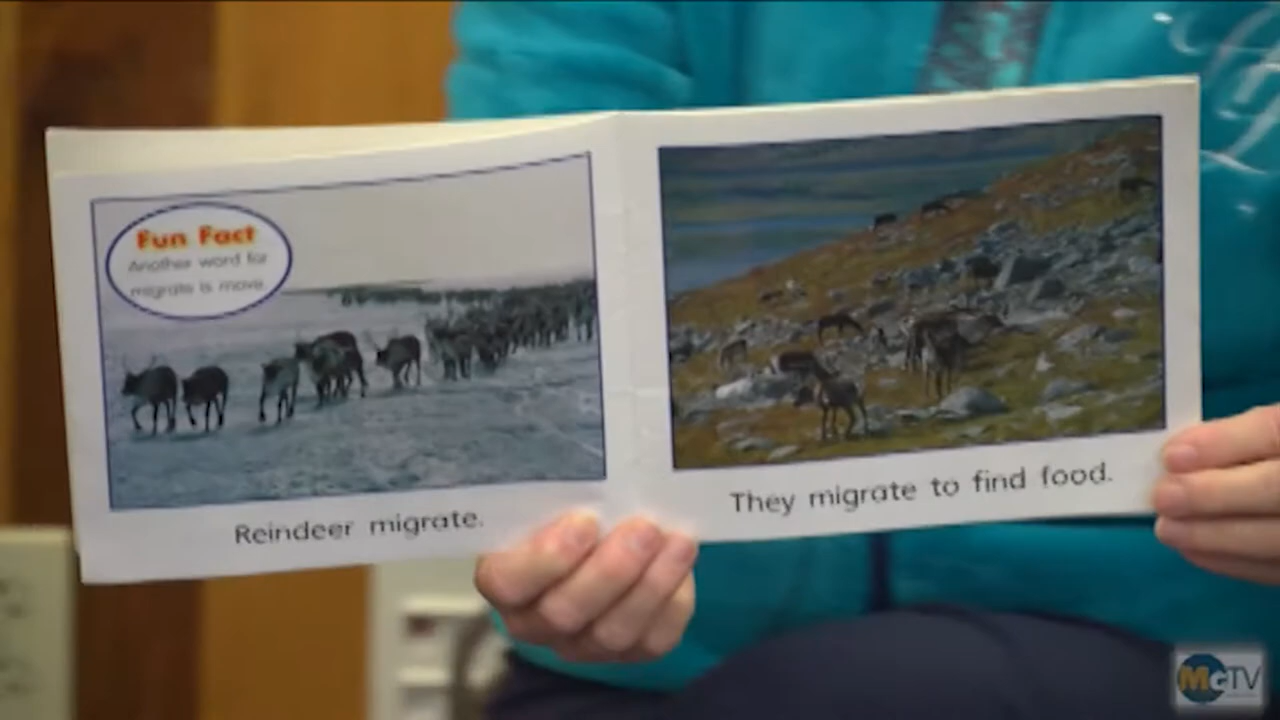 Fun Fact
Another word for
migrate is move.
Reindeer migrate.
They migrate to find food.
MCTV